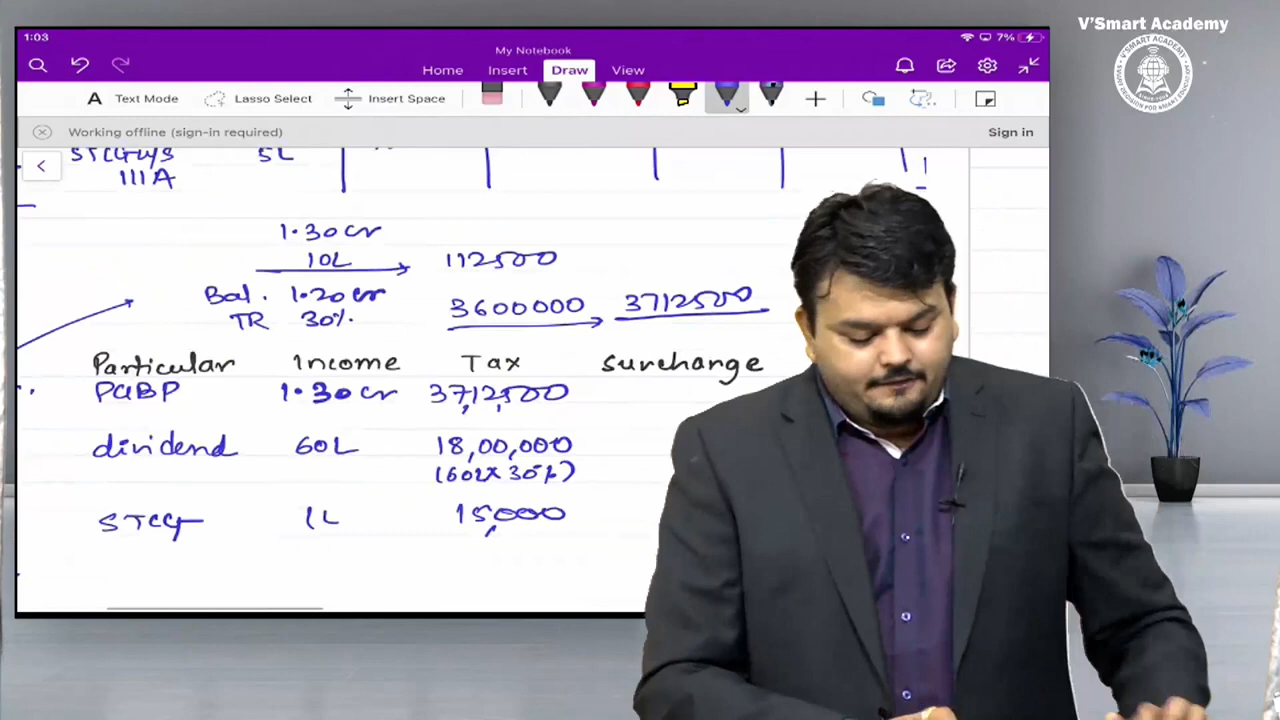 V'Smart Academy
1:03
7%
My Notebook
Home Insert Draw View
A Text Mode Lasso Select Insert Space
Working offline (sign-in required) Sign in
5L
111A
1.30 cr
10L 112500
Bal. 1.20 cr 3600000 3712500
TR 30%.
Particular Income Tax Surcharge
PGBP 1.30 cr 37,12,500
dividend 60L 18,00,000
(60L x 30%)
STCG 1L 15,000